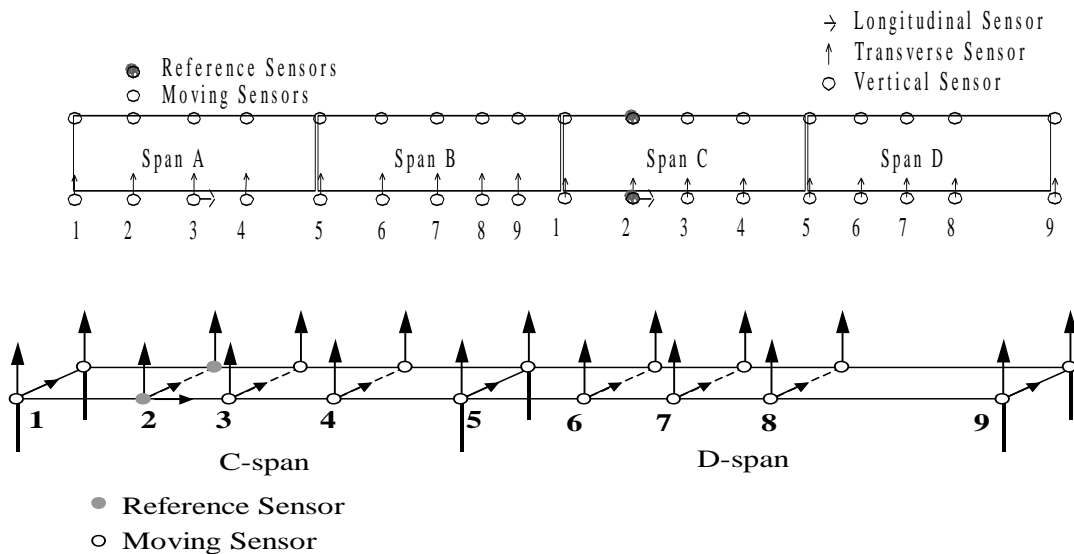 Longitudinal Sensor
Transverse Sensor
Vertical Sensor
Reference Sensors
Moving Sensors
Span A Span B Span C Span D
1 2 3 4 5 6 7 8 9 1 2 3 4 5 6 7 8 9
1 2 3 4 5 6 7 8 9
C-span D-span
Reference Sensor
Moving Sensor